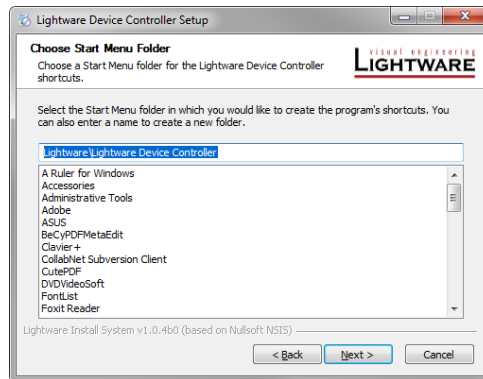 Lightware Device Controller Setup
Choose Start Menu Folder
Choose a Start Menu folder for the Lightware Device Controller
shortcuts.
visual engineering
LIGHTWARE
Select the Start Menu folder in which you would like to create the program's shortcuts. You
can also enter a name to create a new folder.
Lightware\Lightware Device Controller
A Ruler for Windows
Accessories
Administrative Tools
Adobe
ASUS
BeCyPDFMetaEdit
Clavier+
CollabNet Subversion Client
CutePDF
DVDVideoSoft
FontList
Foxit Reader
Lightware Install System v1.0.4b0 (based on Nullsoft NSIS)
< Back Next > Cancel